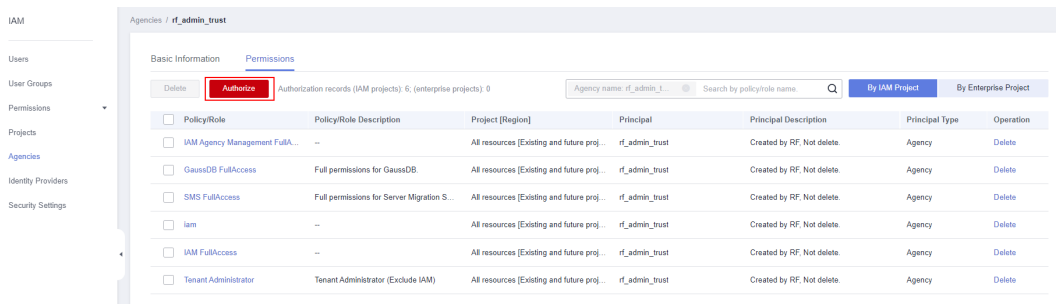 IAM
Users
User Groups
Permissions
Projects
Agencies
Identity Providers
Security Settings
Agencies / rf_admin_trust
Basic Information Permissions
Delete Authorize Authorization records (IAM projects): 6; (enterprise projects): 0 Agency name: rf_admin_t... Search by policy/role name By IAM Project By Enterprise Project
Policy/Role Policy/Role Description Project [Region] Principal Principal Description Principal Type Operation
IAM Agency Management FullA... -- All resources [Existing and future proj... rf_admin_trust Created by RF, Not delete. Agency Delete
GaussDB FullAccess Full permissions for GaussDB. All resources [Existing and future proj... rf_admin_trust Created by RF, Not delete. Agency Delete
SMS FullAccess Full permissions for Server Migration S... All resources [Existing and future proj... rf_admin_trust Created by RF, Not delete. Agency Delete
iam -- All resources [Existing and future proj... rf_admin_trust Created by RF, Not delete. Agency Delete
IAM FullAccess -- All resources [Existing and future proj... rf_admin_trust Created by RF, Not delete. Agency Delete
Tenant Administrator Tenant Administrator (Exclude IAM) All resources [Existing and future proj... rf_admin_trust Created by RF, Not delete. Agency Delete